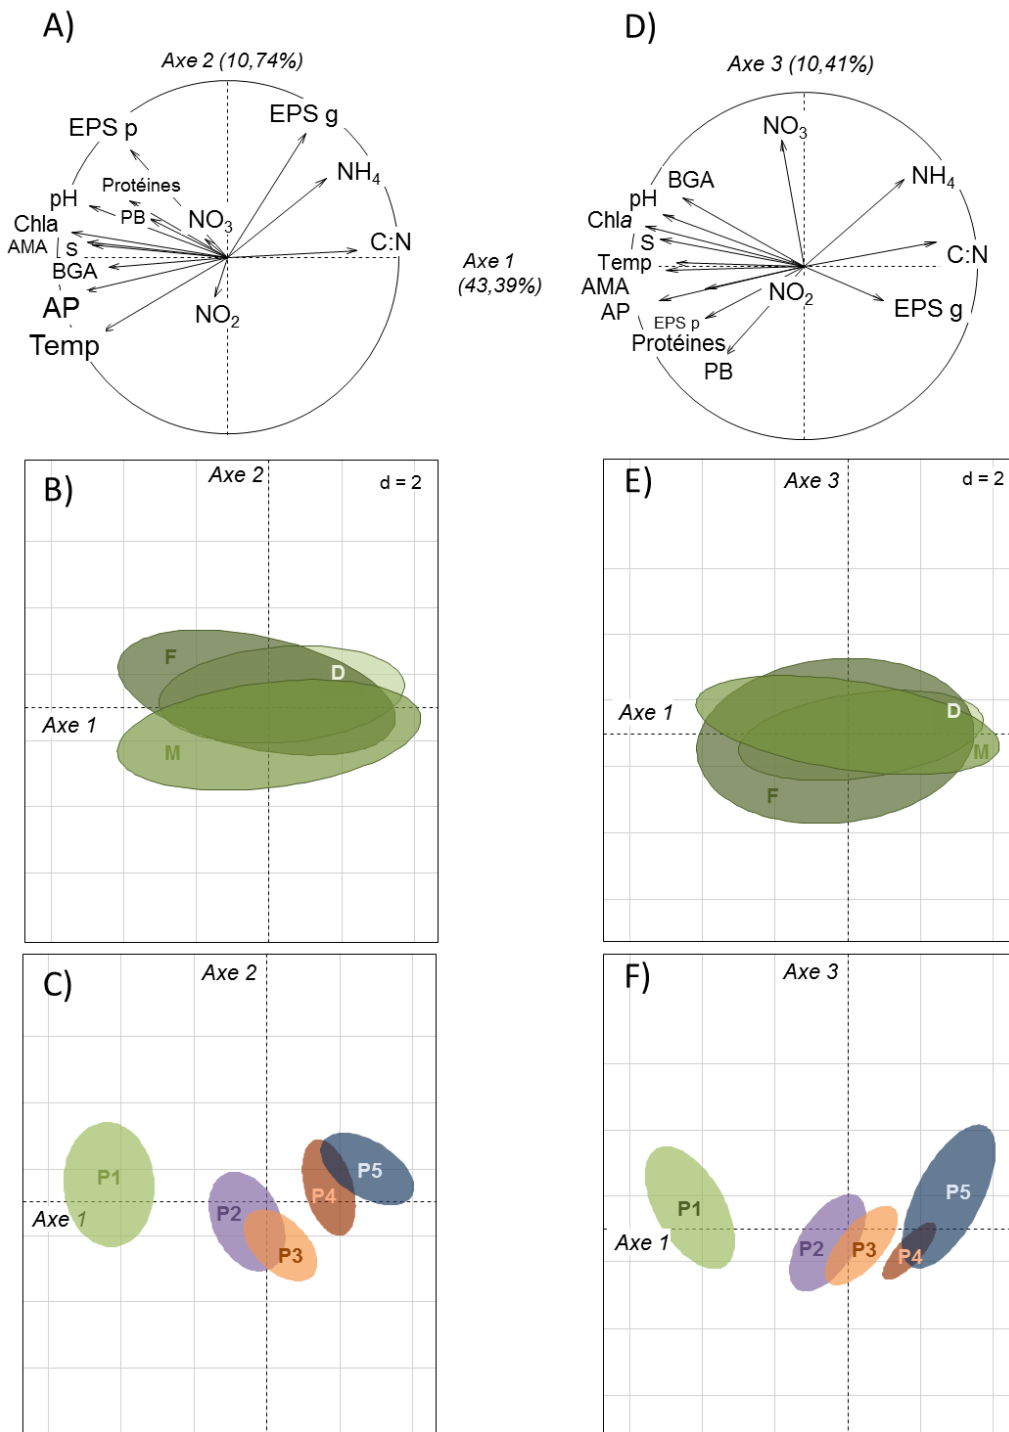 A)
Axe 2 (10,74%)
EPS p
EPS g
Protéines
NH4
pH
PB
NO3
Chla
AMA
S
C:N
BGA
AP
NO2
Temp
Axe 1
(43,39%)
D)
Axe 3 (10,41%)
NO3
BGA
NH4
pH
Chla
S
C:N
Temp
AMA
NO2
AP
EPS g
EPS p
Protéines
PB
B)
Axe 2
d = 2
F
D
Axe 1
M
E)
Axe 3
d = 2
Axe 1
D
M
F
C)
Axe 2
P1
P5
P4
P2
Axe 1
P3
F)
Axe 3
P5
P1
Axe 1
P2
P3
P4